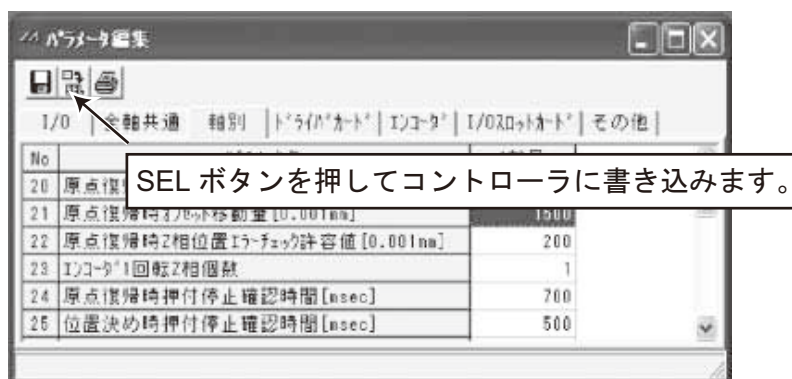 パラメータ編集
I/O 全軸共通 軸別 ドライバカード エンコーダ I/Oスロットカード その他
No
SEL ボタンを押してコントローラに書き込みます。
20 原点復
21 原点復帰時オフセット移動量[0.001mm] 1500
22 原点復帰時Z相位置エラーチェック許容値[0.001mm] 200
23 エンコーダ1回転Z相個数 1
24 原点復帰時押付停止確認時間[msec] 700
25 位置決め時押付停止確認時間[msec] 500